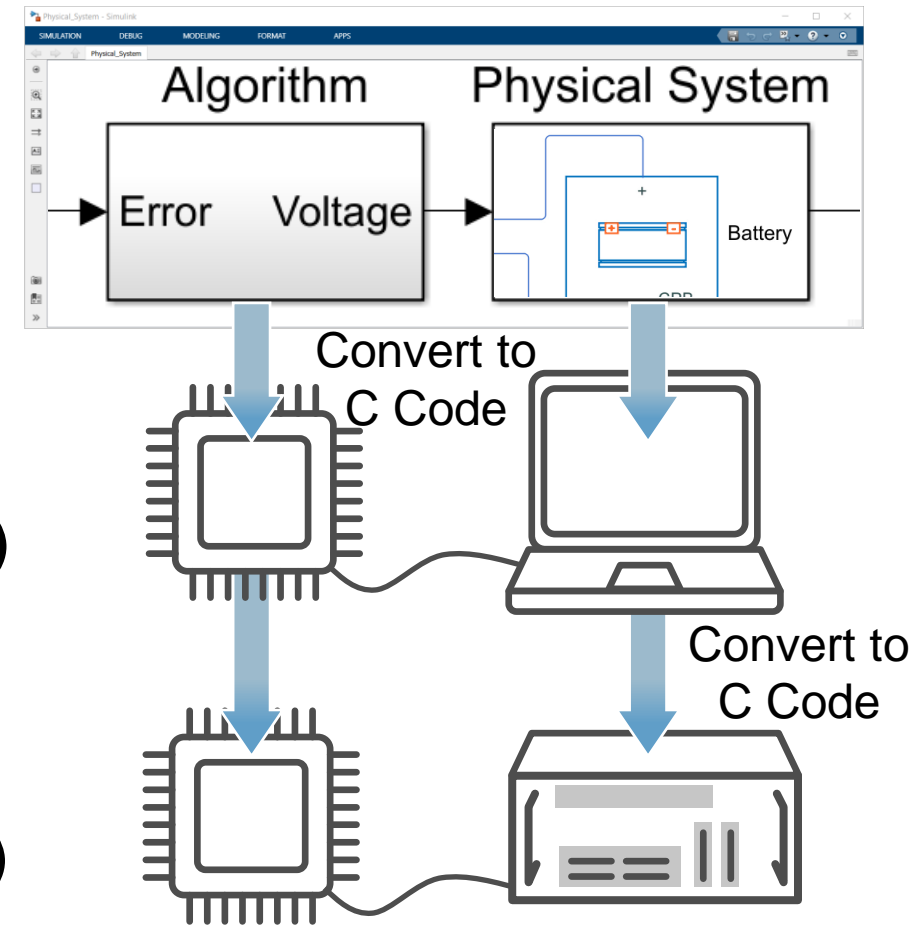 Physical_System - Simulink
SIMULATION DEBUG MODELING FORMAT APPS
Physical_System
Algorithm Physical System
Error Voltage
+
+ -
Battery
Convert to
C Code
Convert to
C Code